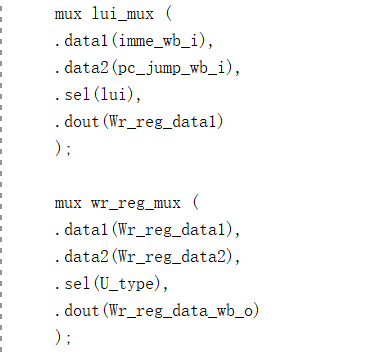 mux lui_mux (
.data1(imme_wb_i),
.data2(pc_jump_wb_i),
.sel(lui),
.dout(Wr_reg_data1)
);
mux wr_reg_mux (
.data1(Wr_reg_data1),
.data2(Wr_reg_data2),
.sel(U_type),
.dout(Wr_reg_data_wb_o)
);